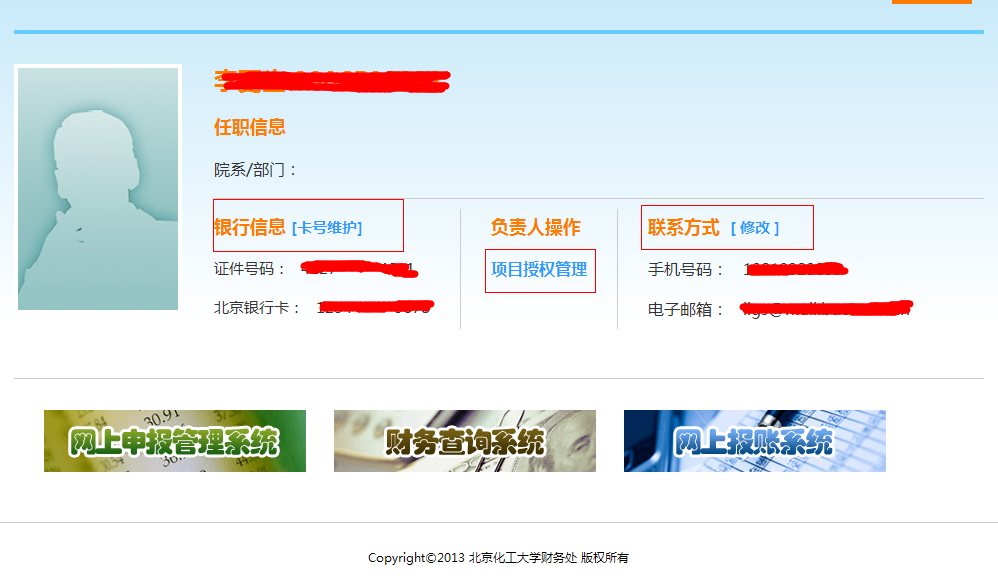 任职信息
院系/部门：
银行信息 [卡号维护]
负责人操作
联系方式 [ 修改 ]
证件号码：
项目授权管理
手机号码：
北京银行卡：
电子邮箱：
网上申报管理系统
财务查询系统
网上报账系统
Copyright©2013 北京化工大学财务处 版权所有